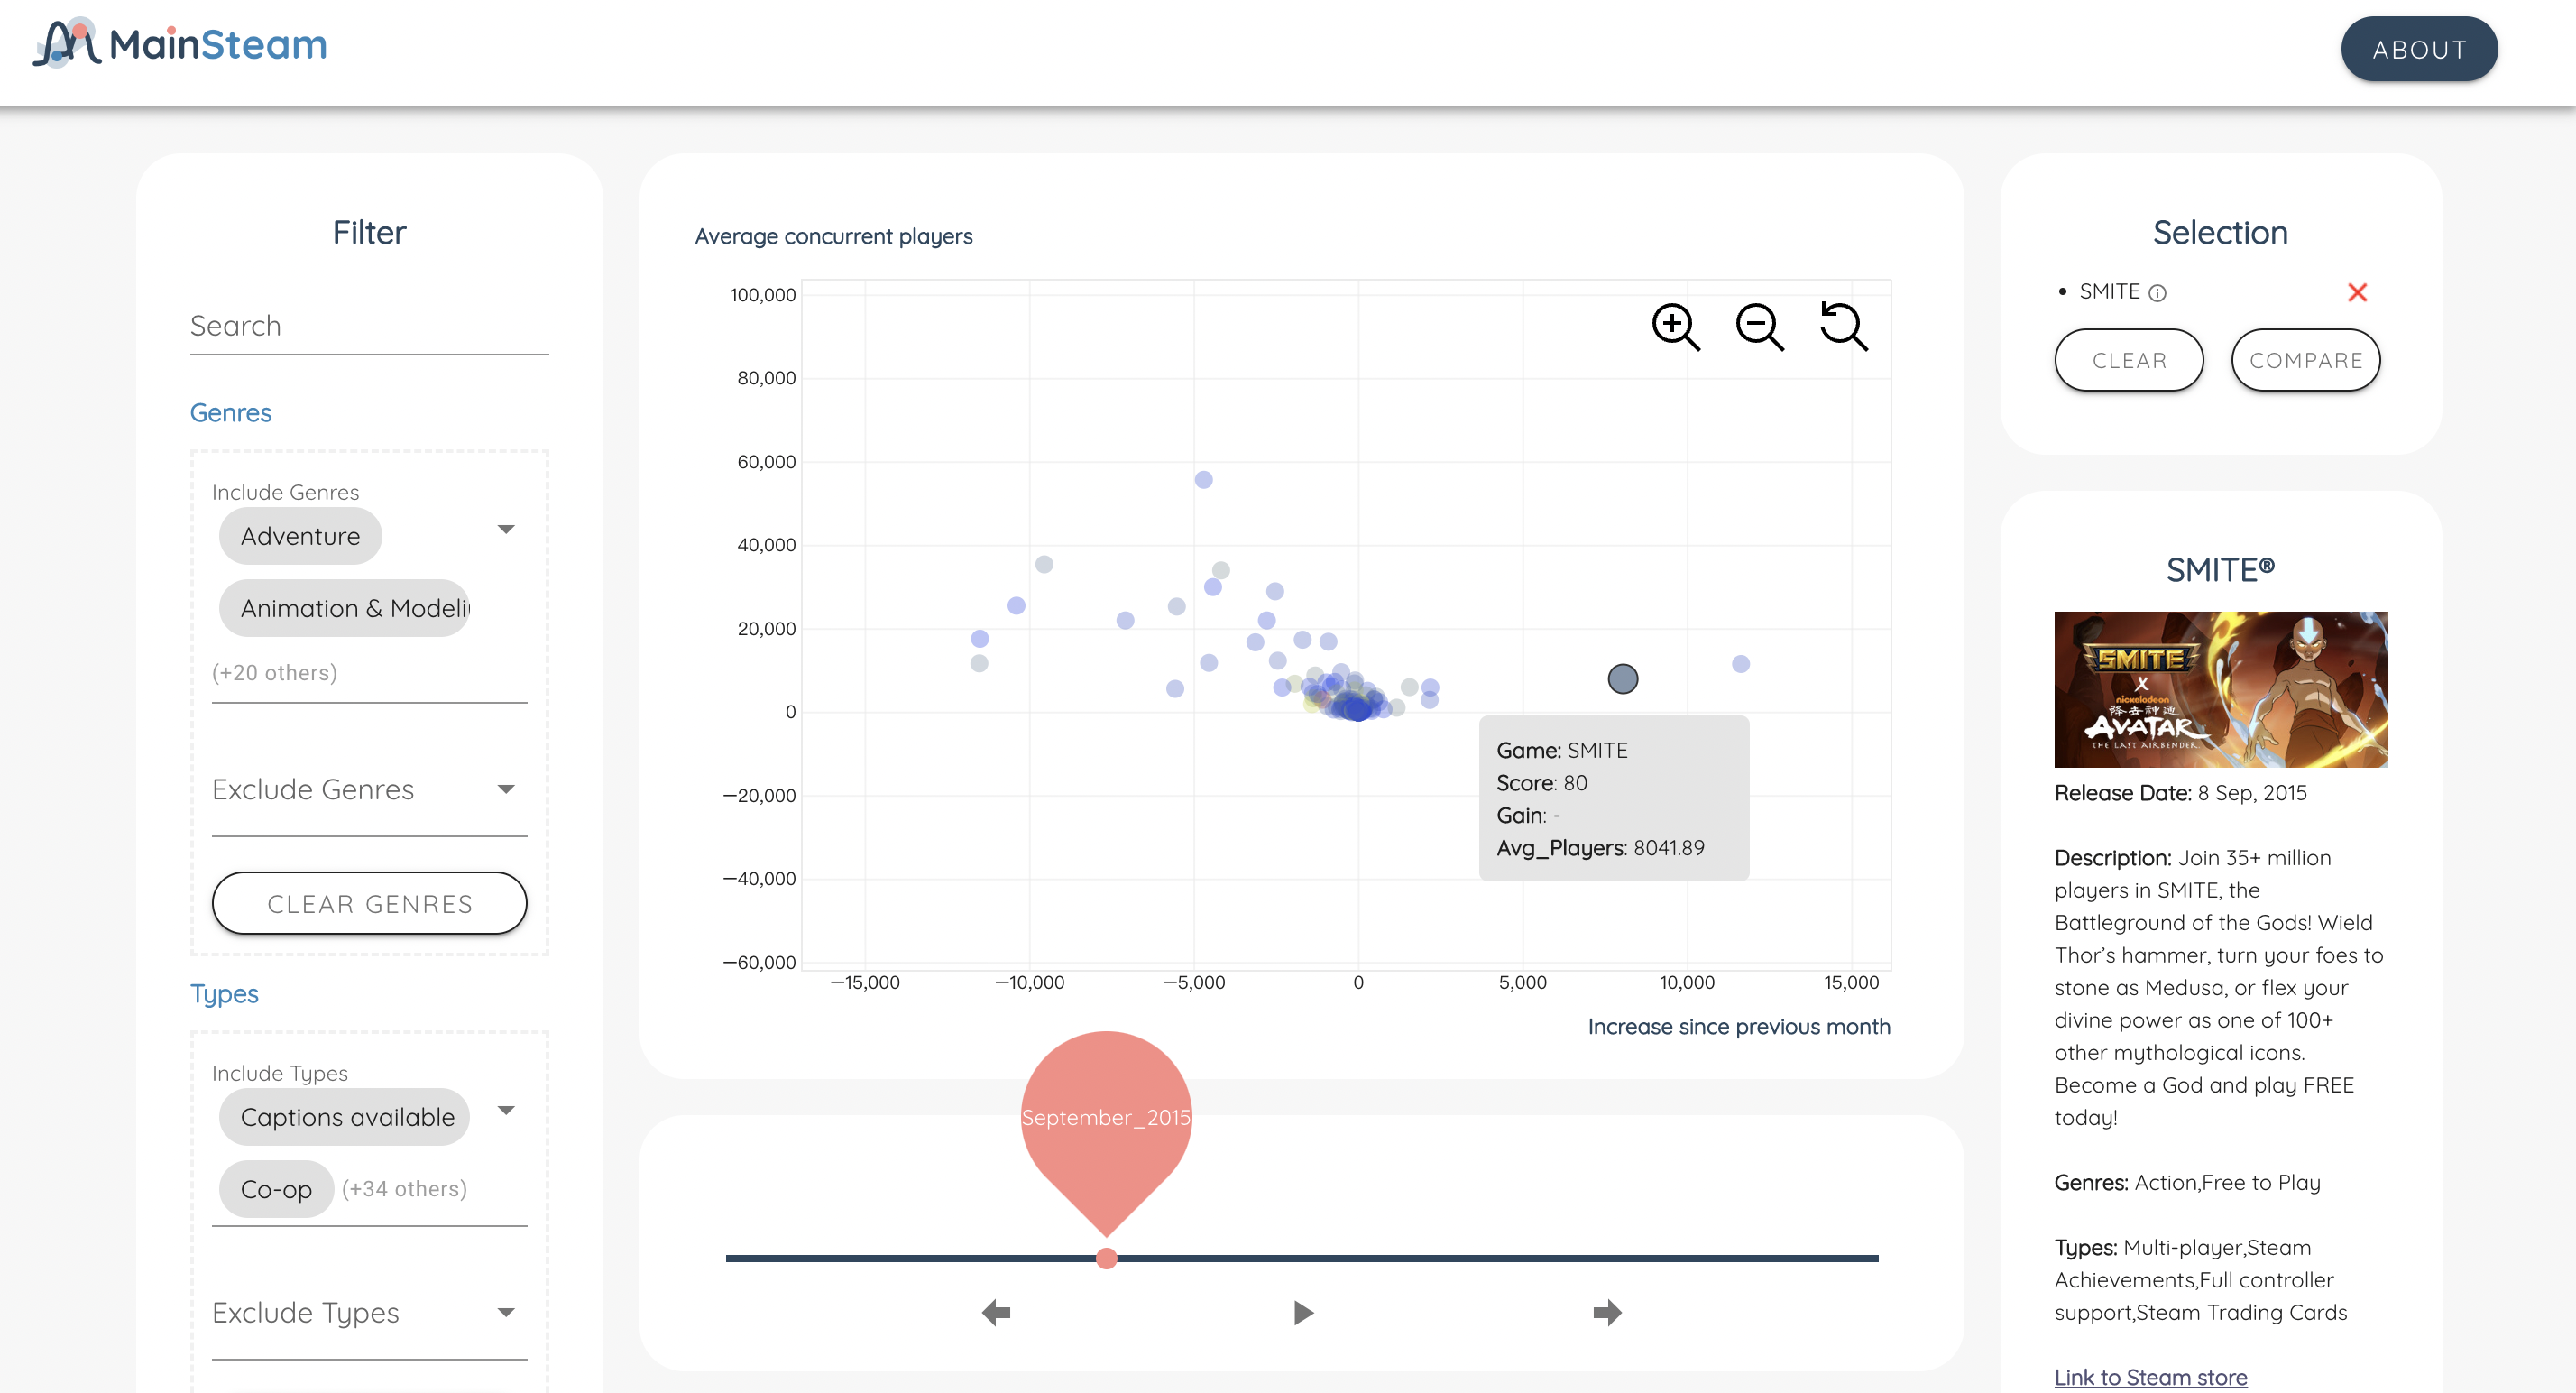 MainSteam
ABOUT
Filter
Search
Genres
Include Genres
Adventure
Animation & Modeli
(+20 others)
Exclude Genres
CLEAR GENRES
Types
Include Types
Captions available
Co-op (+34 others)
Exclude Types
Average concurrent players
100,000
80,000
60,000
40,000
20,000
0
−20,000
−40,000
−60,000
−15,000 −10,000 −5,000 0 5,000 10,000 15,000
Increase since previous month
Game: SMITE
Score: 80
Gain: -
Avg_Players: 8041.89
September_2015
Selection
• SMITE
CLEAR COMPARE
SMITE®
SMITE
X
nickelodeon
降去神通
AVATAR
THE LAST AIRBENDER
Release Date: 8 Sep, 2015
Description: Join 35+ million
players in SMITE, the
Battleground of the Gods! Wield
Thor’s hammer, turn your foes to
stone as Medusa, or flex your
divine power as one of 100+
other mythological icons.
Become a God and play FREE
today!
Genres: Action,Free to Play
Types: Multi-player,Steam
Achievements,Full controller
support,Steam Trading Cards
Link to Steam store